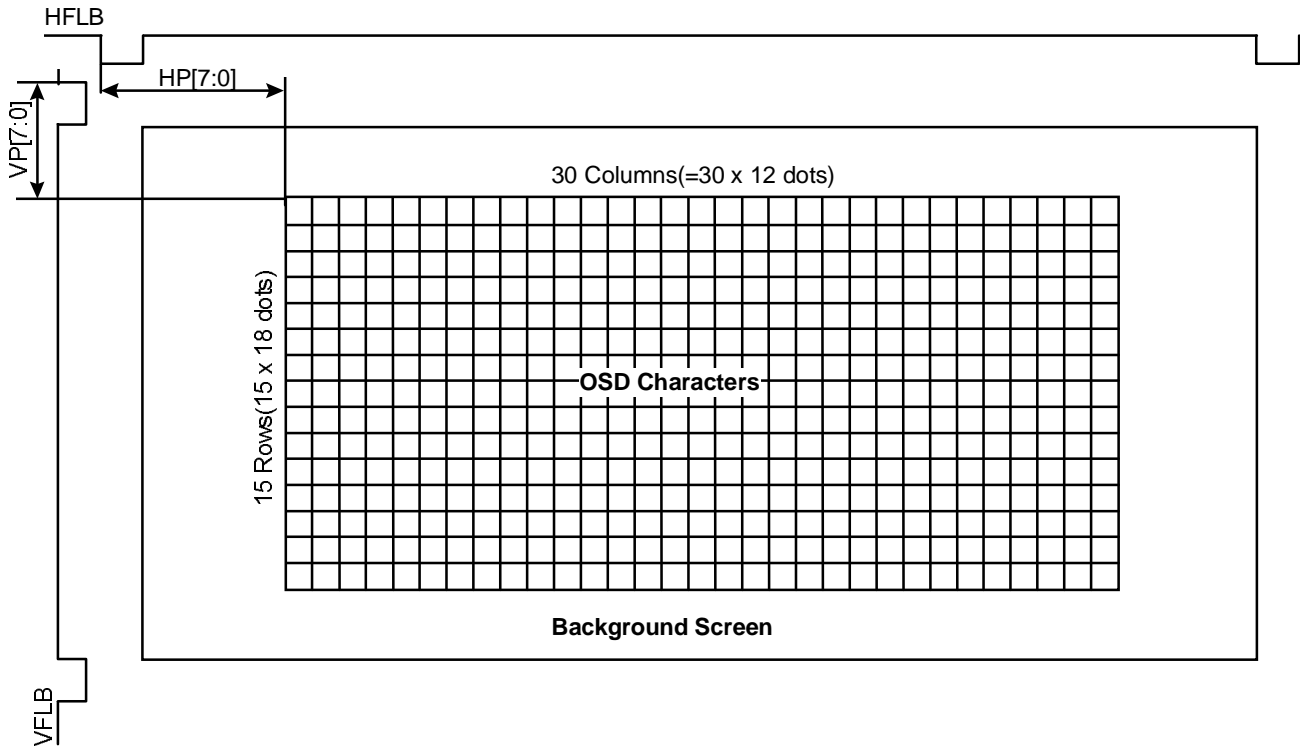 HFLB
HP[7:0]
VP[7:0]
30 Columns(=30 x 12 dots)
15 Rows(15 x 18 dots)
OSD Characters
Background Screen
VFLB